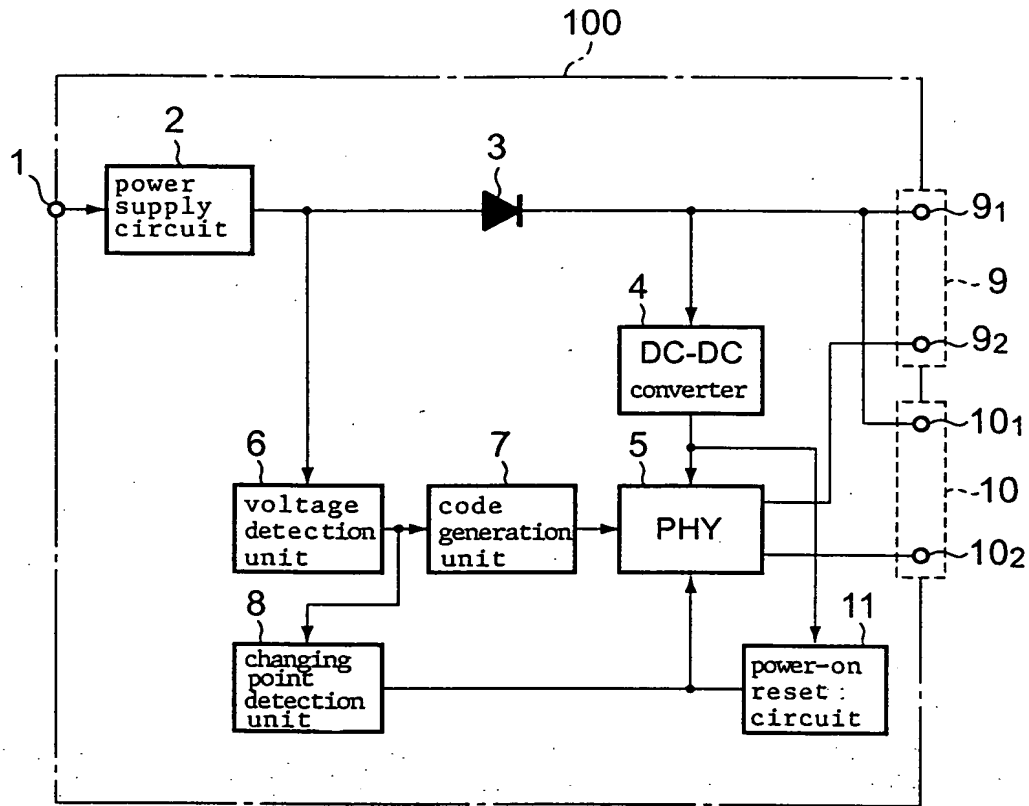 100
1
2
power
supply
circuit
3
91
9
92
4
DC-DC
converter
101
10
102
6
voltage
detection
unit
7
code
generation
unit
5
PHY
8
changing
point
detection
unit
11
power-on
reset :
circuit